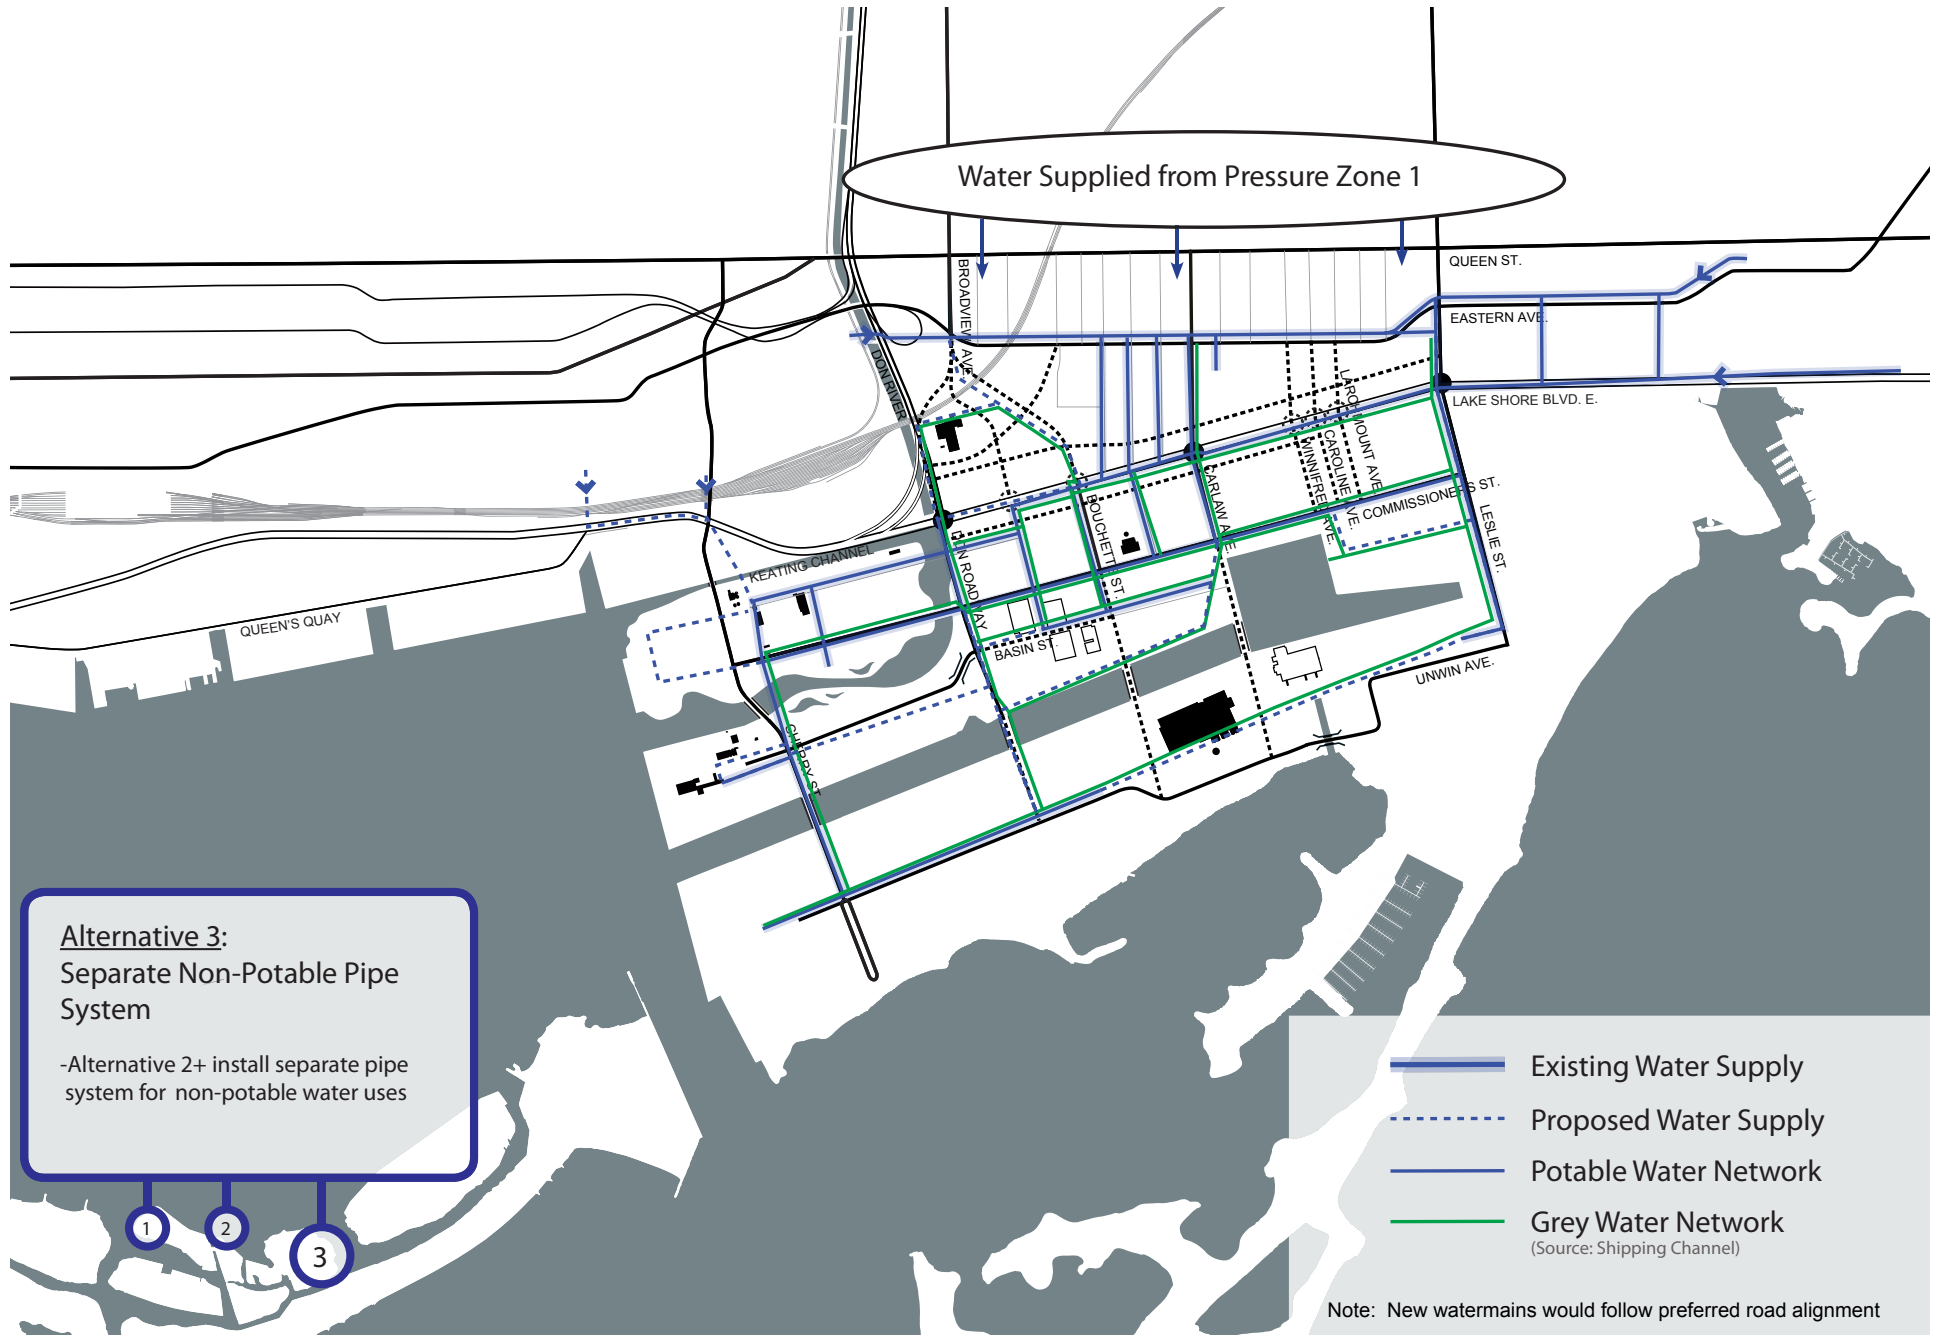 Water Supplied from Pressure Zone 1
QUEEN ST.
BROADVIEW AVE.
EASTERN AVE.
DON RIVER
LARCHMOUNT AVE.
LAKE SHORE BLVD. E.
CAROLINE AVE.
WINNIFRED AVE.
CARLAW AVE.
COMMISSIONERS ST.
BOUCHETTE ST.
LESLIE ST.
DON ROADWAY
KEATING CHANNEL
QUEEN'S QUAY
BASIN ST.
UNWIN AVE.
CHERRY ST.
Alternative 3:
Separate Non-Potable Pipe
System
-Alternative 2+ install separate pipe
system for non-potable water uses
1
2
3
Existing Water Supply
Proposed Water Supply
Potable Water Network
Grey Water Network
(Source: Shipping Channel)
Note: New watermains would follow preferred road alignment